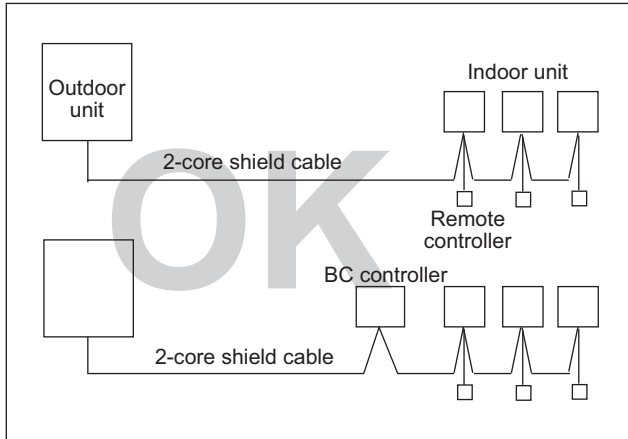 Outdoor
unit
Indoor unit
2-core shield cable
Remote
controller
OK
BC controller
2-core shield cable